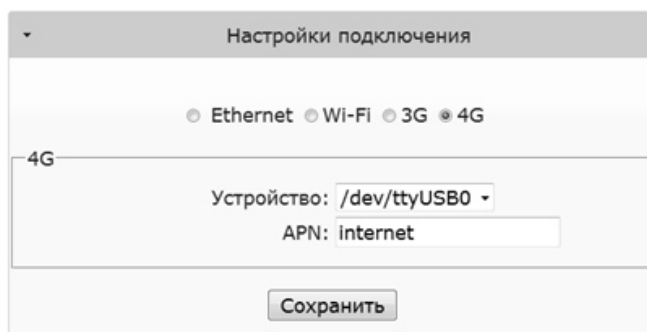 Настройки подключения
Ethernet Wi-Fi 3G 4G
4G
Устройство: /dev/ttyUSB0
APN: internet
Сохранить